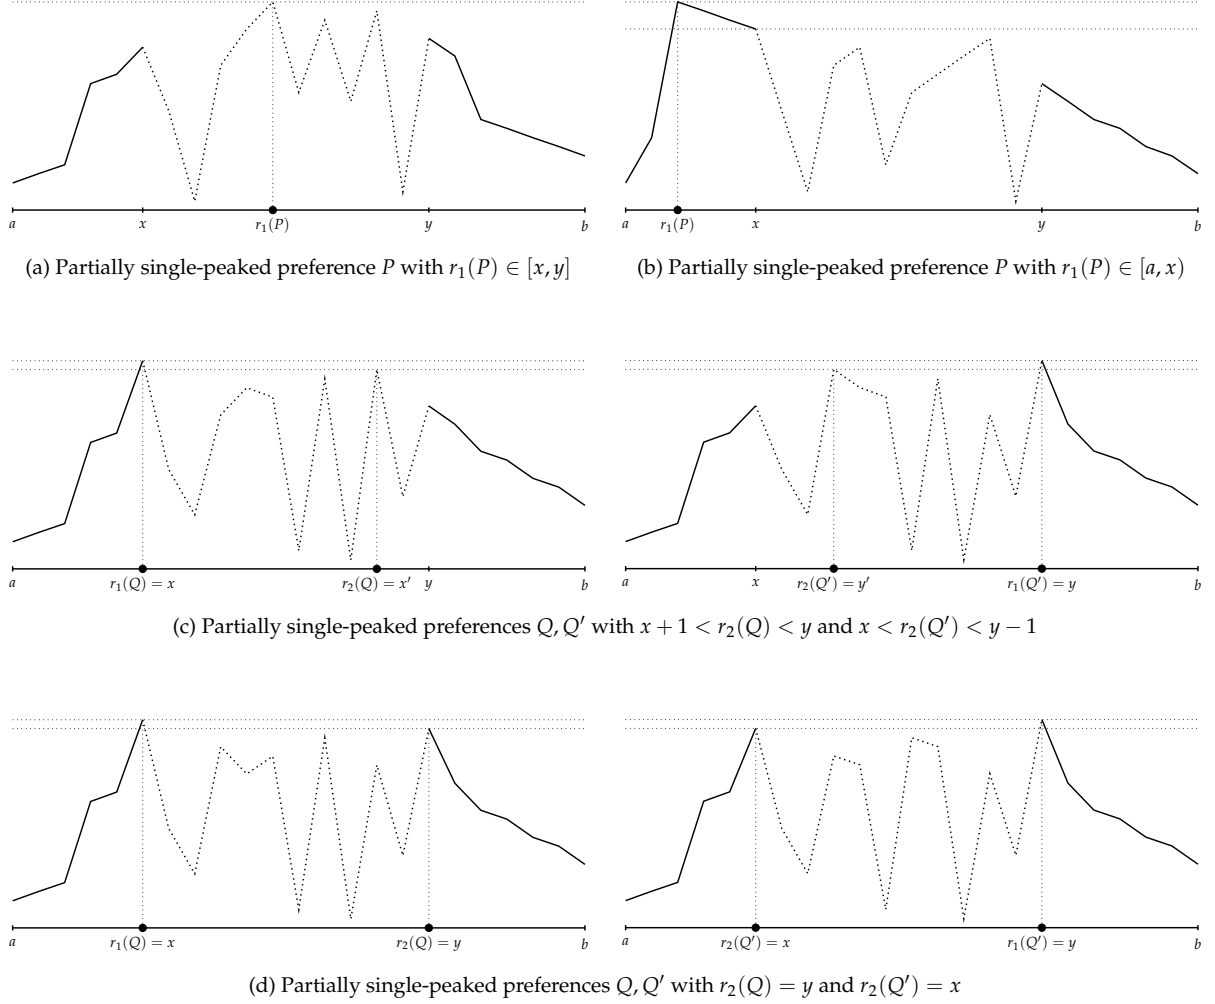 a x r₁(P) y b a r₁(P) x y b
(a) Partially single-peaked preference P with r₁(P) ∈ [x, y] (b) Partially single-peaked preference P with r₁(P) ∈ [a, x)
a r₁(Q) = x r₂(Q) = x′ y b a x r₂(Q′) = y′ r₁(Q′) = y b
(c) Partially single-peaked preferences Q, Q′ with x + 1 < r₂(Q) < y and x < r₂(Q′) < y − 1
a r₁(Q) = x r₂(Q) = y b a r₂(Q′) = x r₁(Q′) = y b
(d) Partially single-peaked preferences Q, Q′ with r₂(Q) = y and r₂(Q′) = x